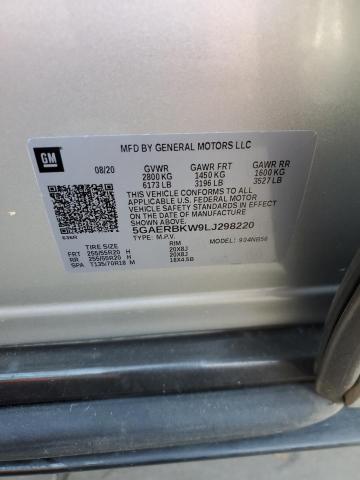 GM
MFD BY GENERAL MOTORS LLC
08/20 GVWR GAWR FRT GAWR RR
2800 KG 1450 KG 1600 KG
6173 LB 3196 LB 3527 LB
THIS VEHICLE CONFORMS TO ALL
APPLICABLE U.S. FEDERAL MOTOR
VEHICLE SAFETY STANDARDS IN
EFFECT ON THE DATE OF MANUFACTURE
SHOWN ABOVE.
5GAERBKW9LJ298220
TYPE: M.P.V. MODEL:
TIRE SIZE RIM
FRT 255/55R20 H 20X8J
RR 255/55R20 H 20X8J
SPA T135/70R18 M 18X4.5B